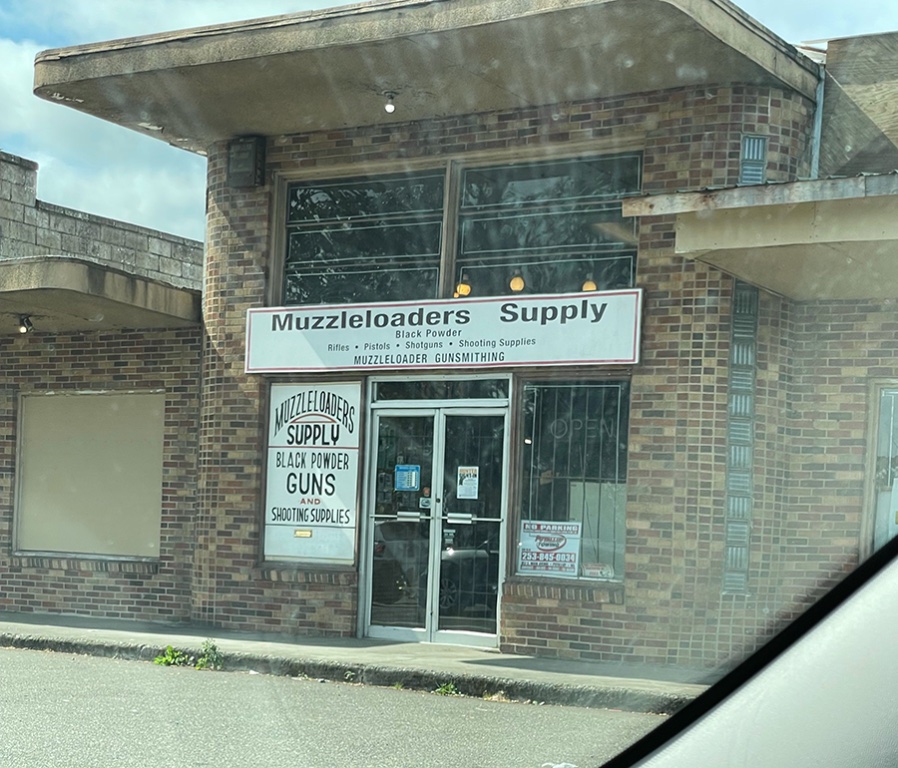 Muzzleloaders Supply
Black Powder
Rifles • Pistols • Shotguns • Shooting Supplies
MUZZLELOADER GUNSMITHING
MUZZLELOADERS
SUPPLY
BLACK POWDER
GUNS
AND
SHOOTING SUPPLIES
OPEN
NO PARKING
253-845-0034